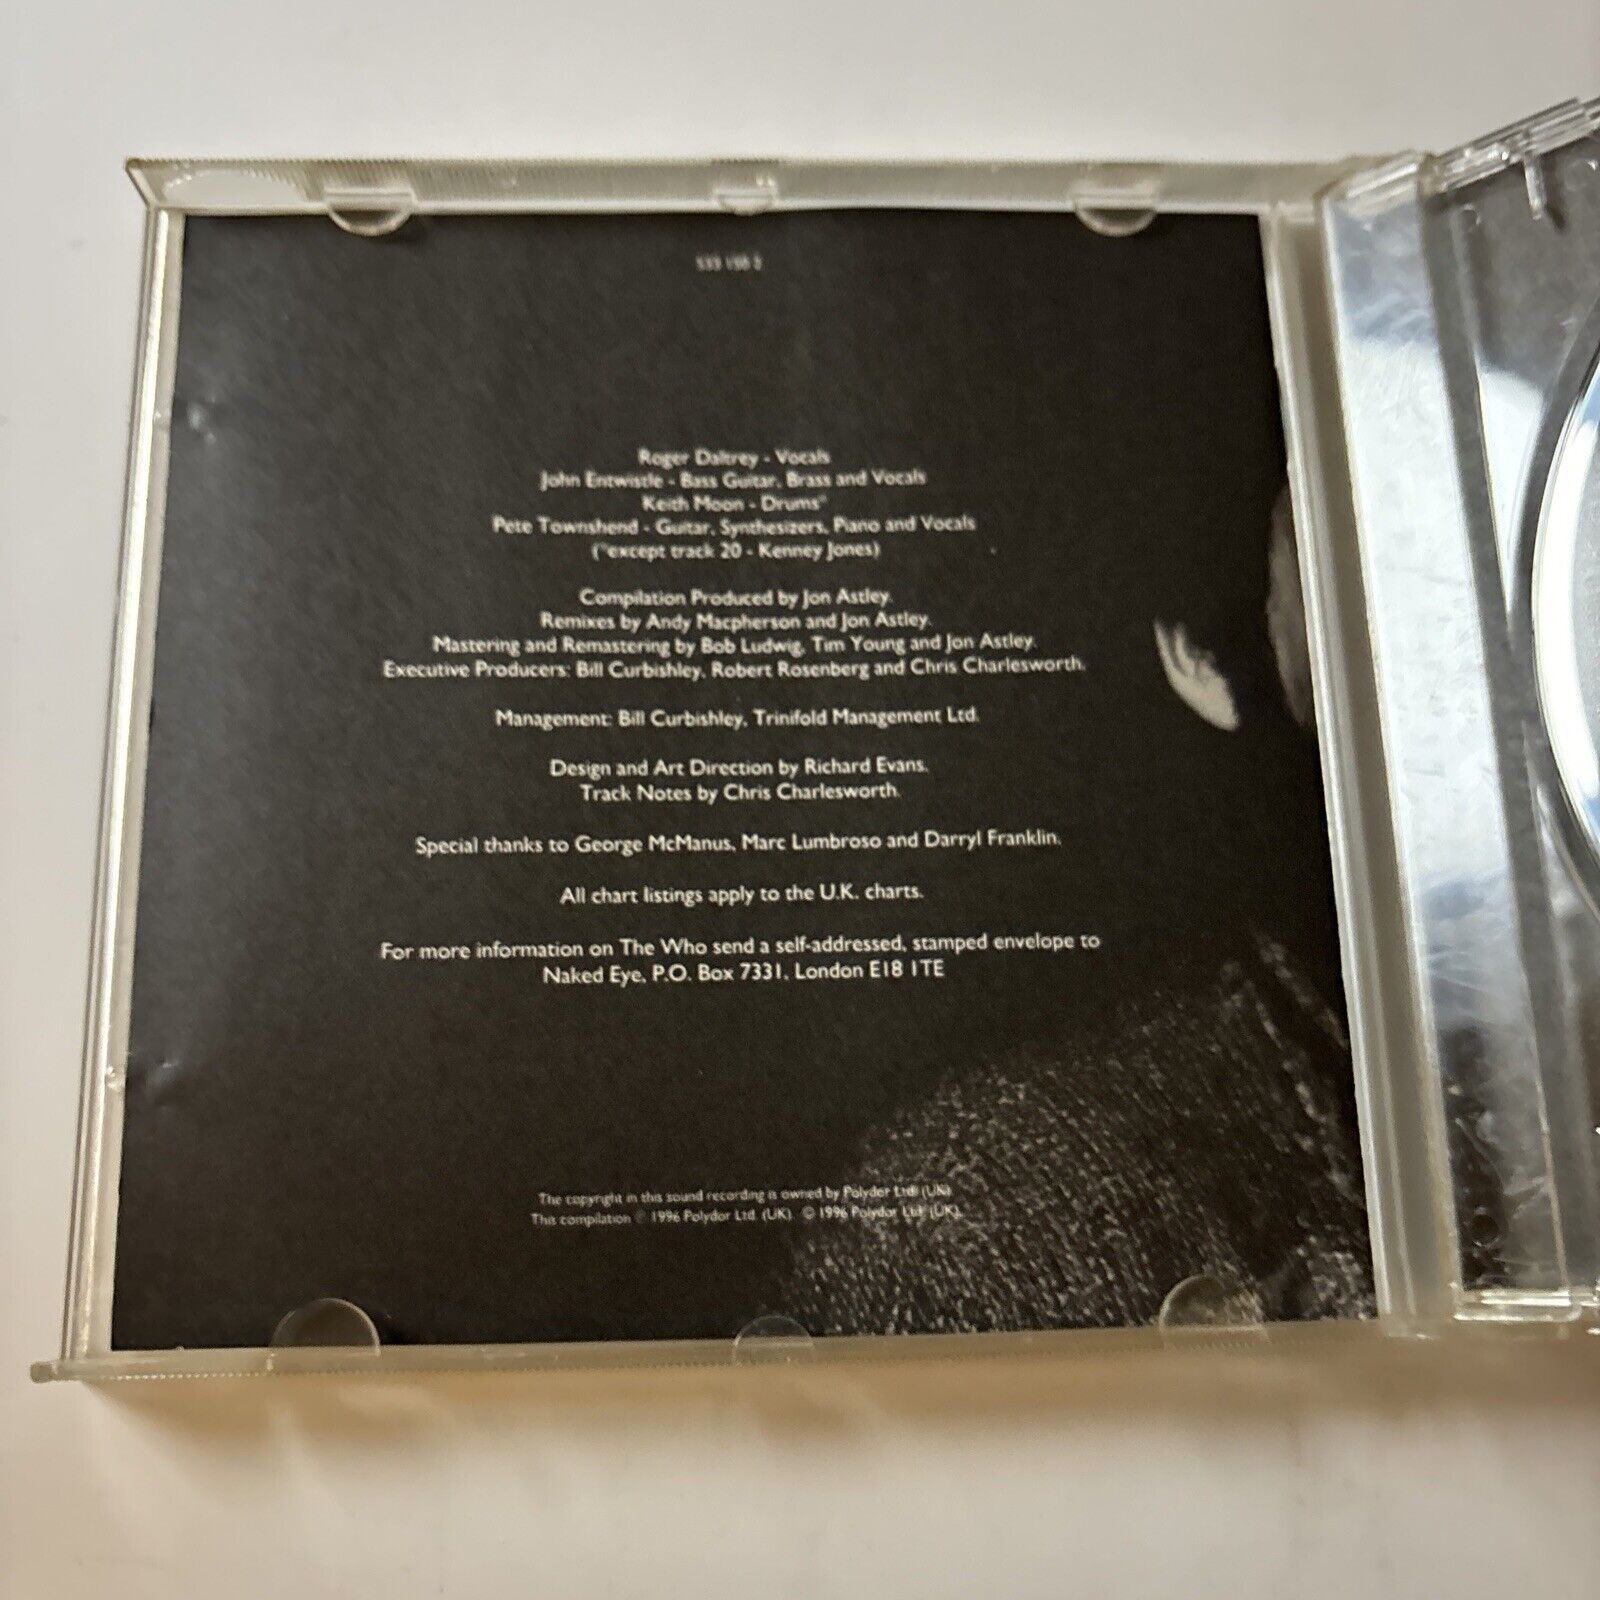 533 150 2
Roger Daltrey - Vocals
John Entwistle - Bass Guitar, Brass and Vocals
Keith Moon - Drums*
Pete Townshend - Guitar, Synthesizers, Piano and Vocals
(*except track 20 - Kenney Jones)
Compilation Produced by Jon Astley.
Remixes by Andy Macpherson and Jon Astley.
Mastering and Remastering by Bob Ludwig, Tim Young and Jon Astley.
Executive Producers: Bill Curbishley, Robert Rosenberg and Chris Charlesworth.
Management: Bill Curbishley, Trinifold Management Ltd.
Design and Art Direction by Richard Evans.
Track Notes by Chris Charlesworth.
Special thanks to George McManus, Marc Lumbroso and Darryl Franklin.
All chart listings apply to the U.K. charts.
For more information on The Who send a self-addressed, stamped envelope to
Naked Eye, P.O. Box 7331, London E18 1TE
The copyright in this sound recording is owned by Polydor Ltd. (UK)
This compilation ℗ 1996 Polydor Ltd. (UK). © 1996 Polydor Ltd. (UK).